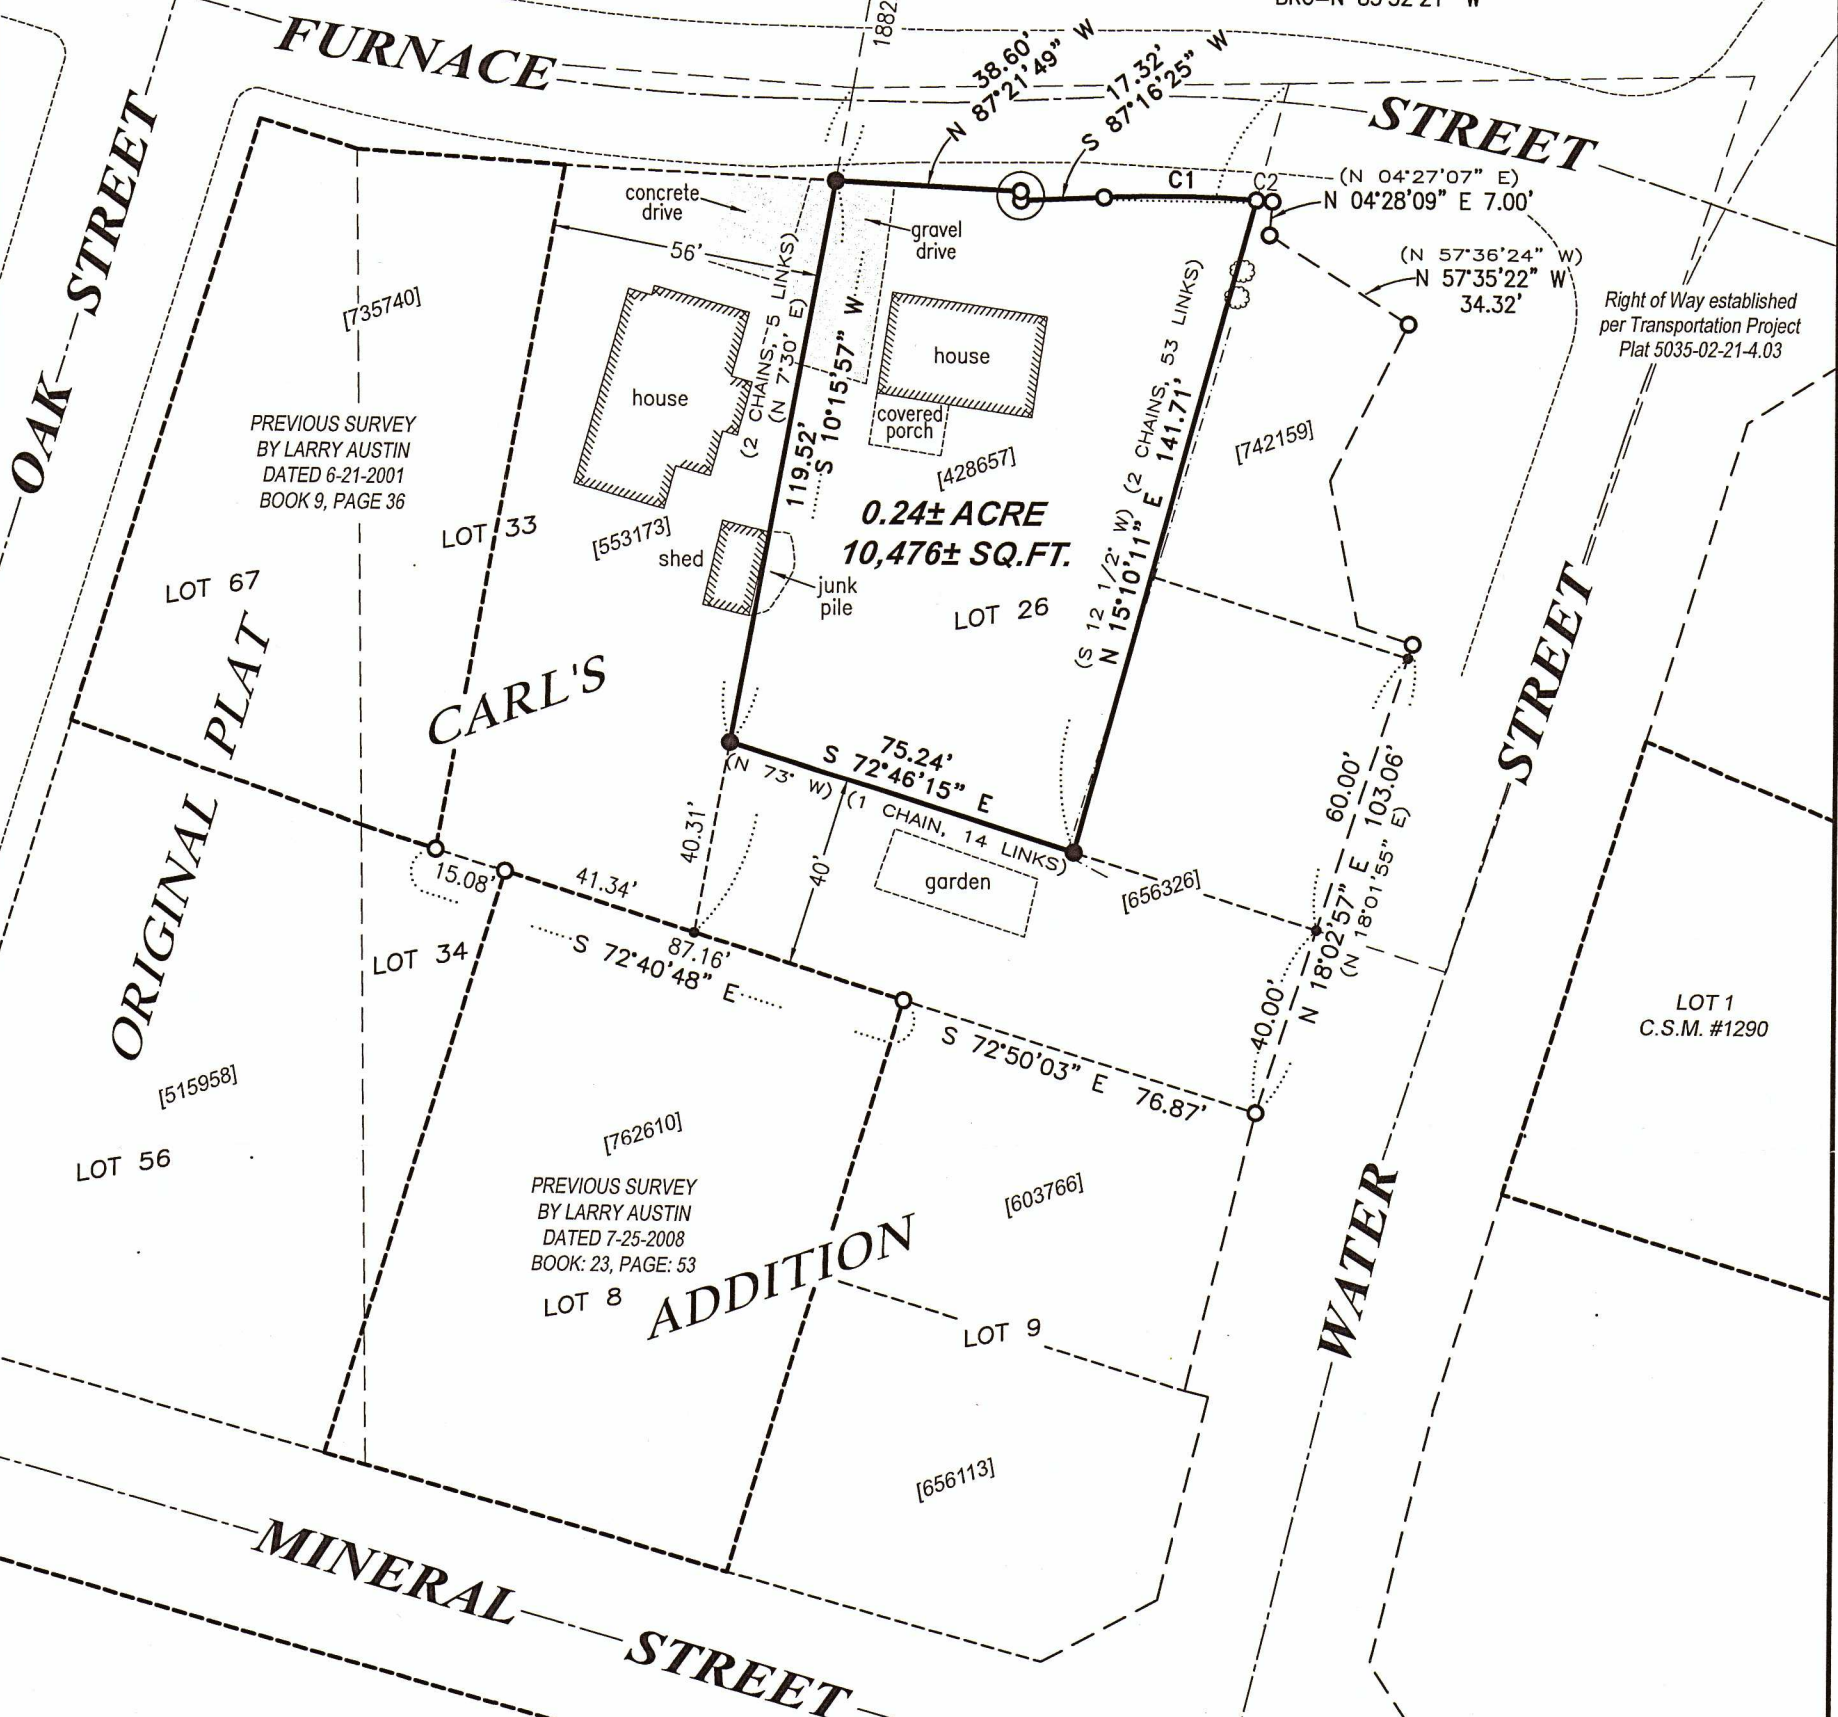 1882
FURNACE
STREET
OAK
STREET
38.60'
N 87°21'49" W
17.32'
S 87°16'25" W
C1
C2
(N 04°27'07" E)
N 04°28'09" E 7.00'
(N 57°36'24" W)
N 57°35'22" W
34.32'
Right of Way established
per Transportation Project
Plat 5035-02-21-4.03
concrete
drive
gravel
drive
56'
[735740]
house
house
covered
porch
(2 CHAINS, 5 LINKS)
(N 7°30' E)
119.52'
S 10°15'57" W
[428657]
0.24± ACRE
10,476± SQ.FT.
LOT 26
(S 12 1/2° W) (2 CHAINS, 53 LINKS)
N 15°10'11" E 141.71'
[742159]
PREVIOUS SURVEY
BY LARRY AUSTIN
DATED 6-21-2001
BOOK 9, PAGE 36
LOT 33
[553173]
shed
junk
pile
LOT 67
CARL'S
ORIGINAL PLAT
75.24'
S 72°46'15" E
(N 73° W) (1 CHAIN, 14 LINKS)
40.31'
40'
garden
[656326]
60.00'
N 18°02'57" E 103.06'
(N 18°01'55" E)
40.00'
15.08'
41.34'
87.16'
S 72°40'48" E
S 72°50'03" E 76.87'
LOT 34
LOT 1
C.S.M. #1290
[515958]
LOT 56
[762610]
PREVIOUS SURVEY
BY LARRY AUSTIN
DATED 7-25-2008
BOOK: 23, PAGE: 53
LOT 8
ADDITION
[603766]
LOT 9
[656113]
WATER
STREET
MINERAL
STREET